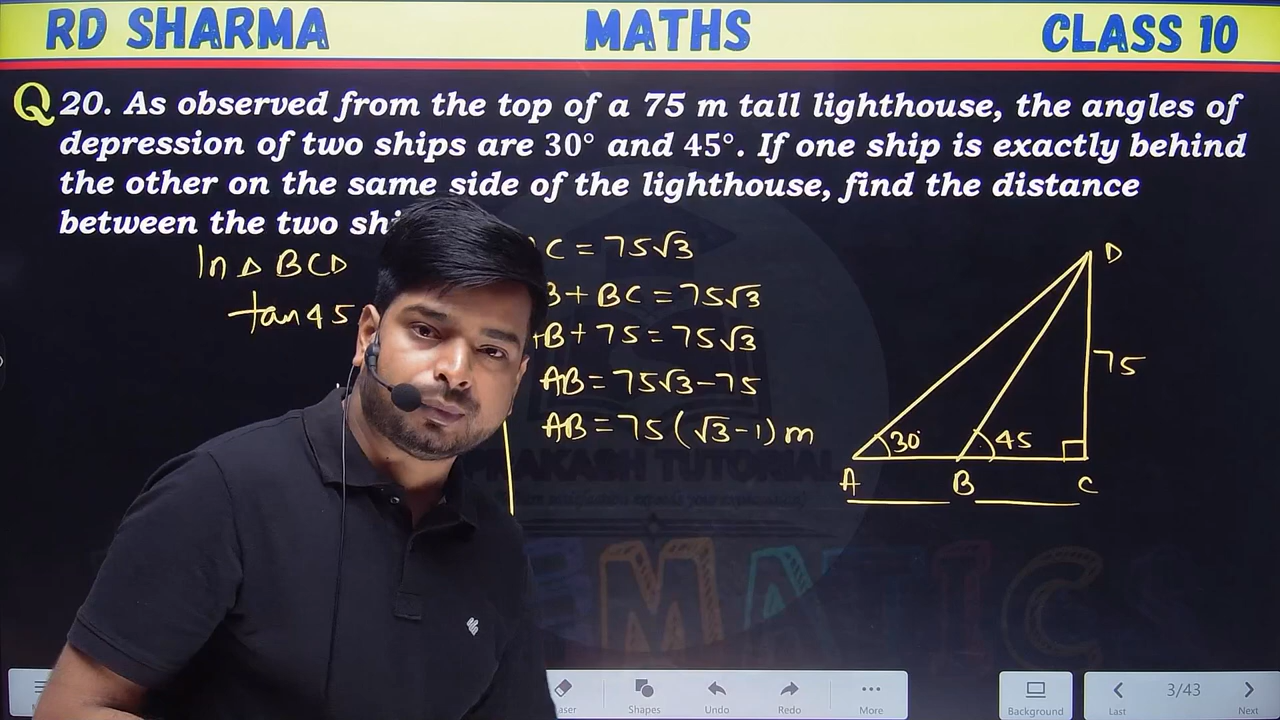 RD SHARMA MATHS CLASS 10
Q 20. As observed from the top of a 75 m tall lighthouse, the angles of
depression of two ships are 30° and 45°. If one ship is exactly behind
the other on the same side of the lighthouse, find the distance
between the two
In △ BCD
tan 45
C = 75√3
+ BC = 75√3
B + 75 = 75√3
AB = 75√3 - 75
AB = 75 (√3 - 1) m
D
75
30°
45
A
B
C
PRAKASH TUTORIAL
Shapes
Undo
Redo
More
Background
Last
3/43
Next